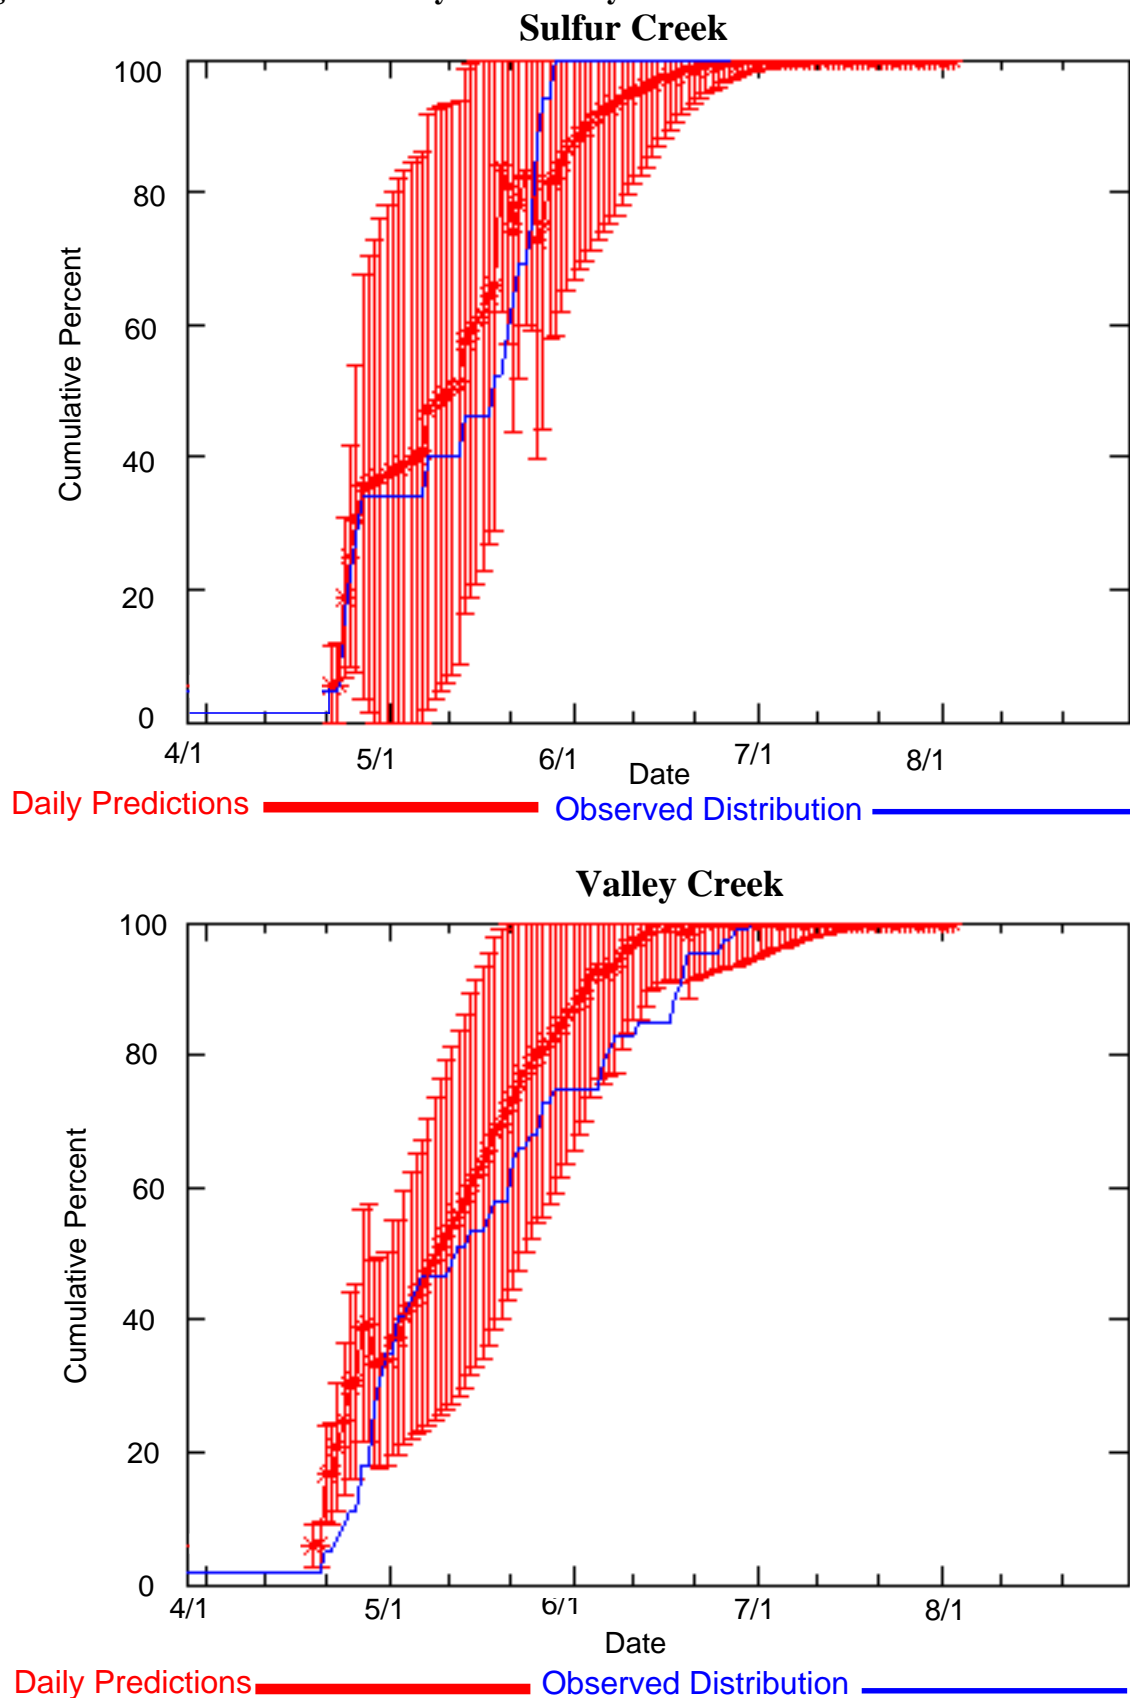 Sulfur Creek
100
80
60
40
20
0
Cumulative Percent
4/1 5/1 6/1 7/1 8/1
Date
Daily Predictions Observed Distribution
Valley Creek
100
80
60
40
20
0
Cumulative Percent
4/1 5/1 6/1 7/1 8/1
Date
Daily Predictions Observed Distribution